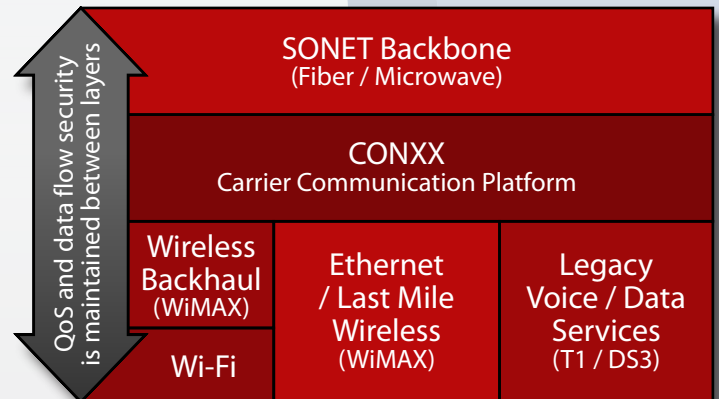 QoS and data flow security
is maintained between layers
SONET Backbone
(Fiber / Microwave)
CONXX
Carrier Communication Platform
Wireless
Backhaul
(WiMAX)
Wi-Fi
Ethernet
/ Last Mile
Wireless
(WiMAX)
Legacy
Voice / Data
Services
(T1 / DS3)